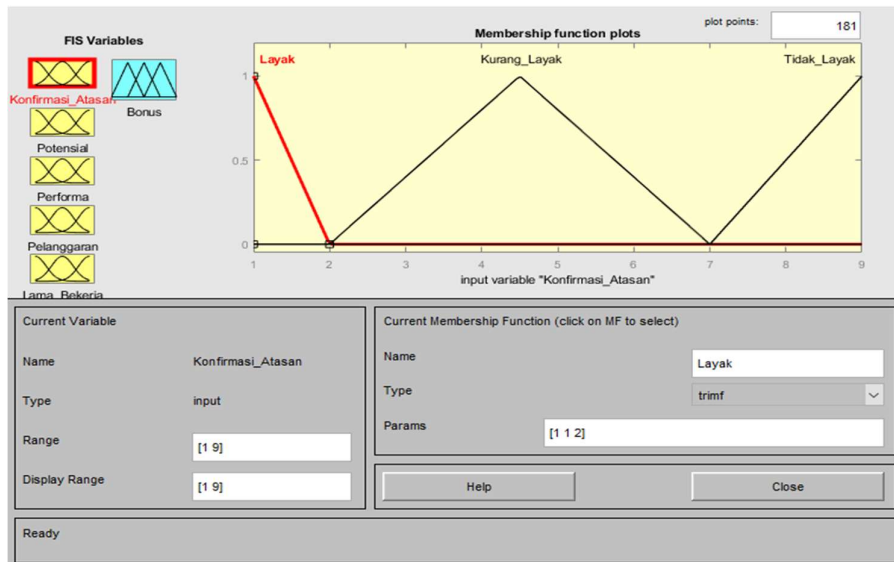 plot points:
181
FIS Variables
Membership function plots
Konfirmasi_Atasan
Bonus
Potensial
Performa
Pelanggaran
Lama_Bekerja
Layak
Kurang_Layak
Tidak_Layak
1
0.5
0
1 2 3 4 5 6 7 8 9
input variable "Konfirmasi_Atasan"
Current Variable
Name Konfirmasi_Atasan
Type input
Range [1 9]
Display Range [1 9]
Current Membership Function (click on MF to select)
Name Layak
Type trimf
Params [1 1 2]
Help
Close
Ready